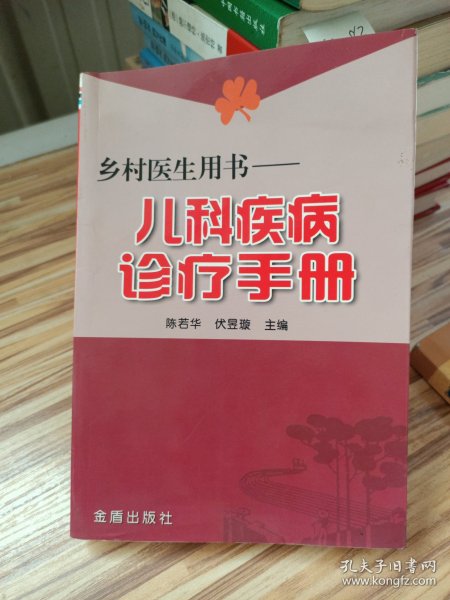 乡村医生用书——
儿科疾病
诊疗手册
陈若华 伏昱璇 主编
金盾出版社
孔夫子旧书网
www.kongfz.com